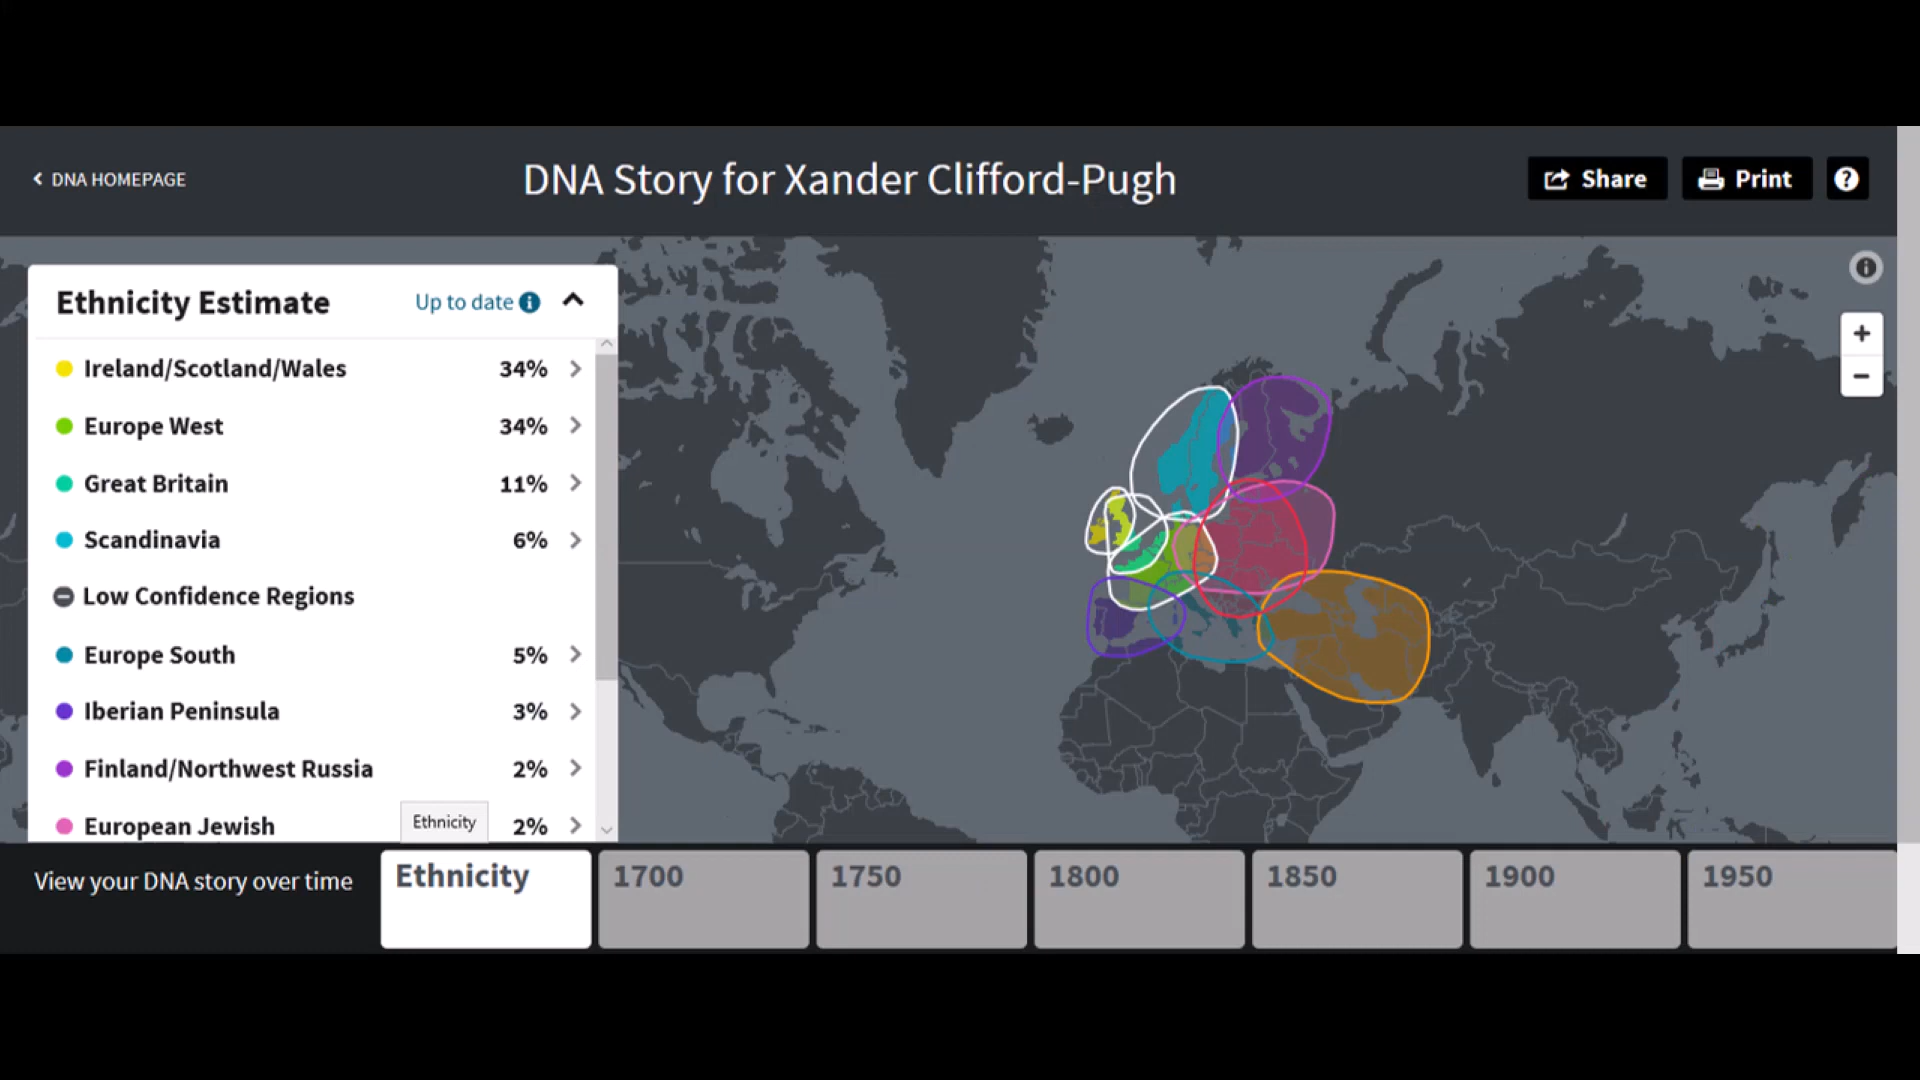 DNA HOMEPAGE
DNA Story for Xander Clifford-Pugh
Share
Print
?
Ethnicity Estimate
Up to date
Ireland/Scotland/Wales 34%
Europe West 34%
Great Britain 11%
Scandinavia 6%
Low Confidence Regions
Europe South 5%
Iberian Peninsula 3%
Finland/Northwest Russia 2%
European Jewish 2%
Ethnicity
View your DNA story over time
Ethnicity
1700
1750
1800
1850
1900
1950